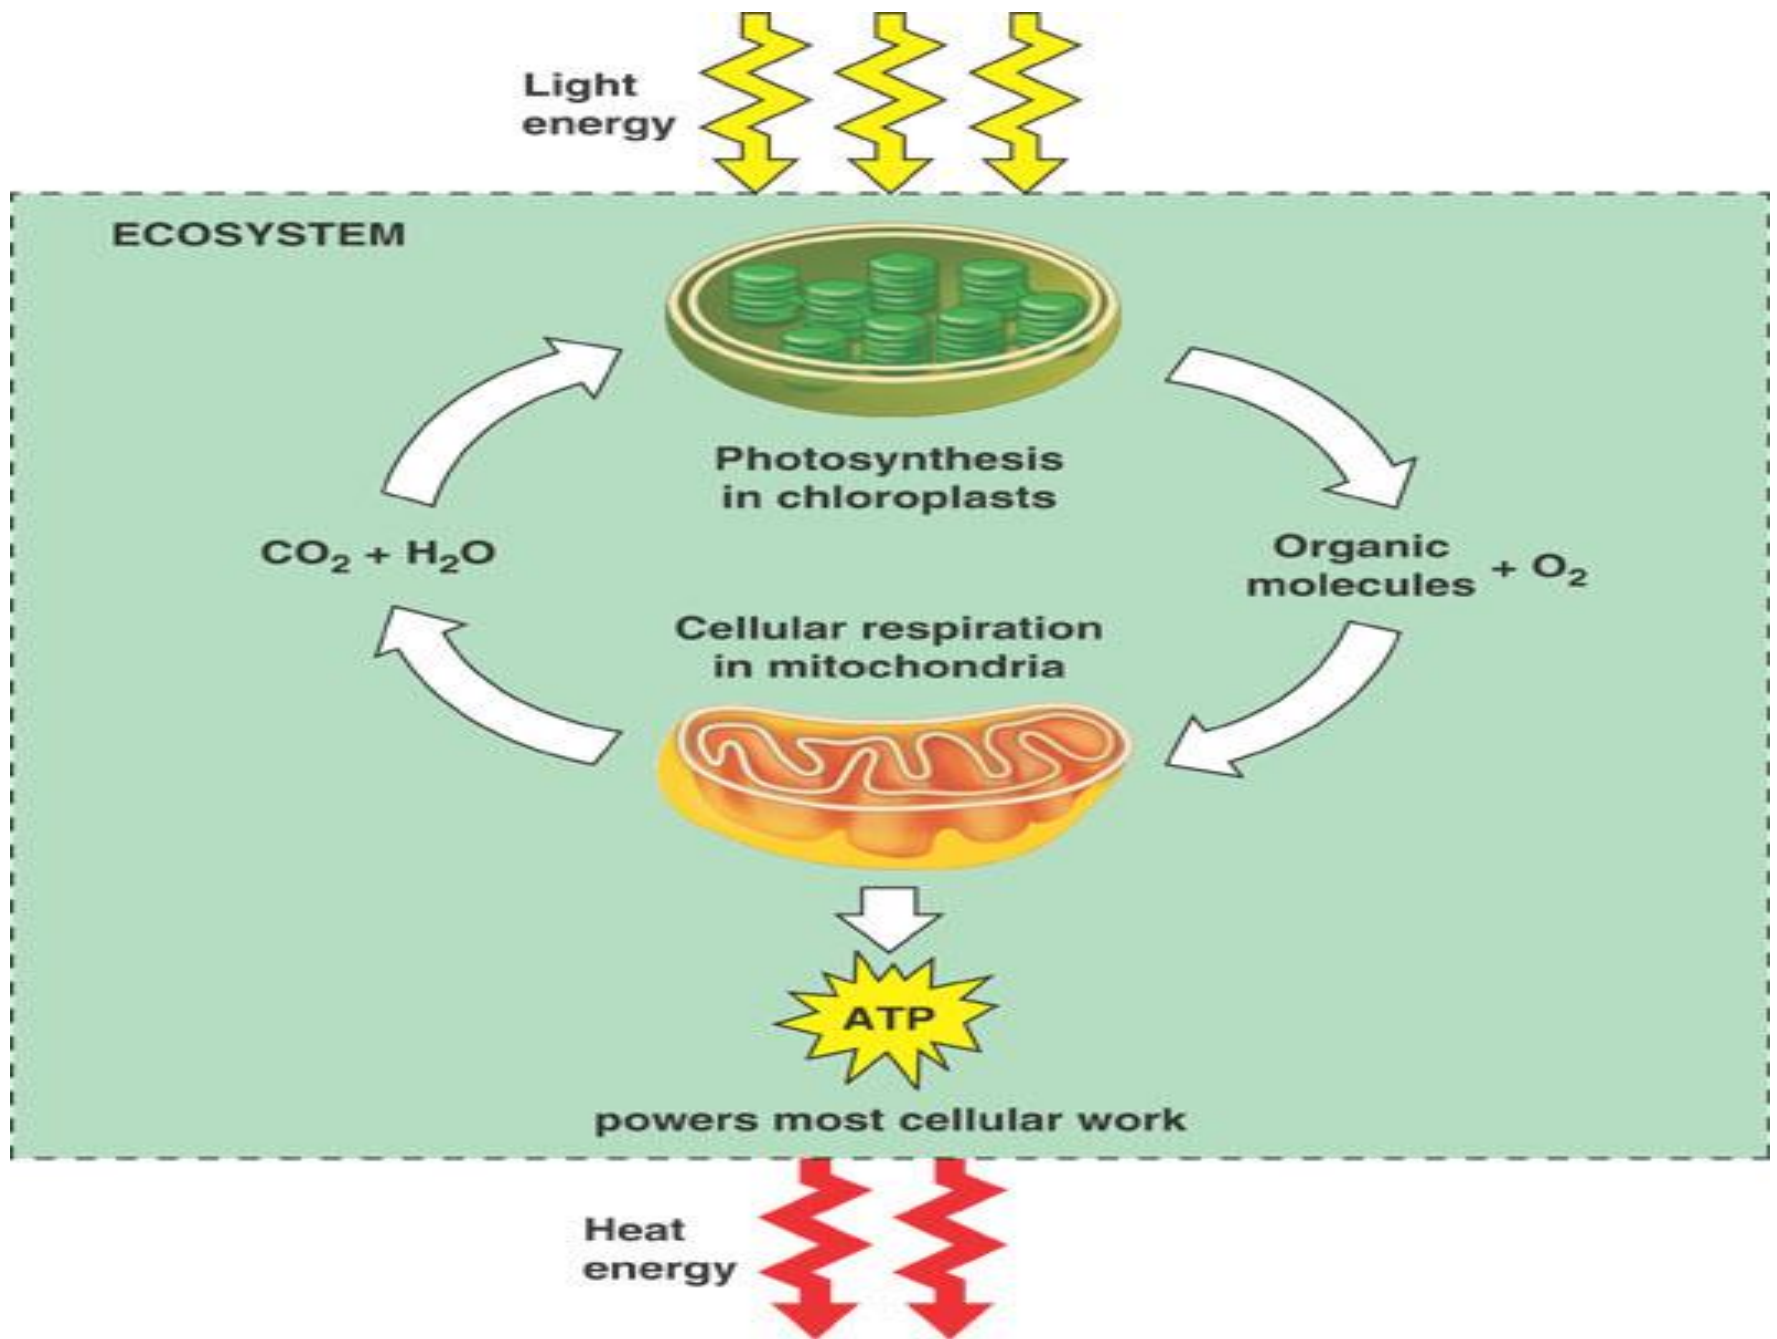 Light
energy
ECOSYSTEM
Photosynthesis
in chloroplasts
CO₂ + H₂O
Organic
molecules + O₂
Cellular respiration
in mitochondria
ATP
powers most cellular work
Heat
energy